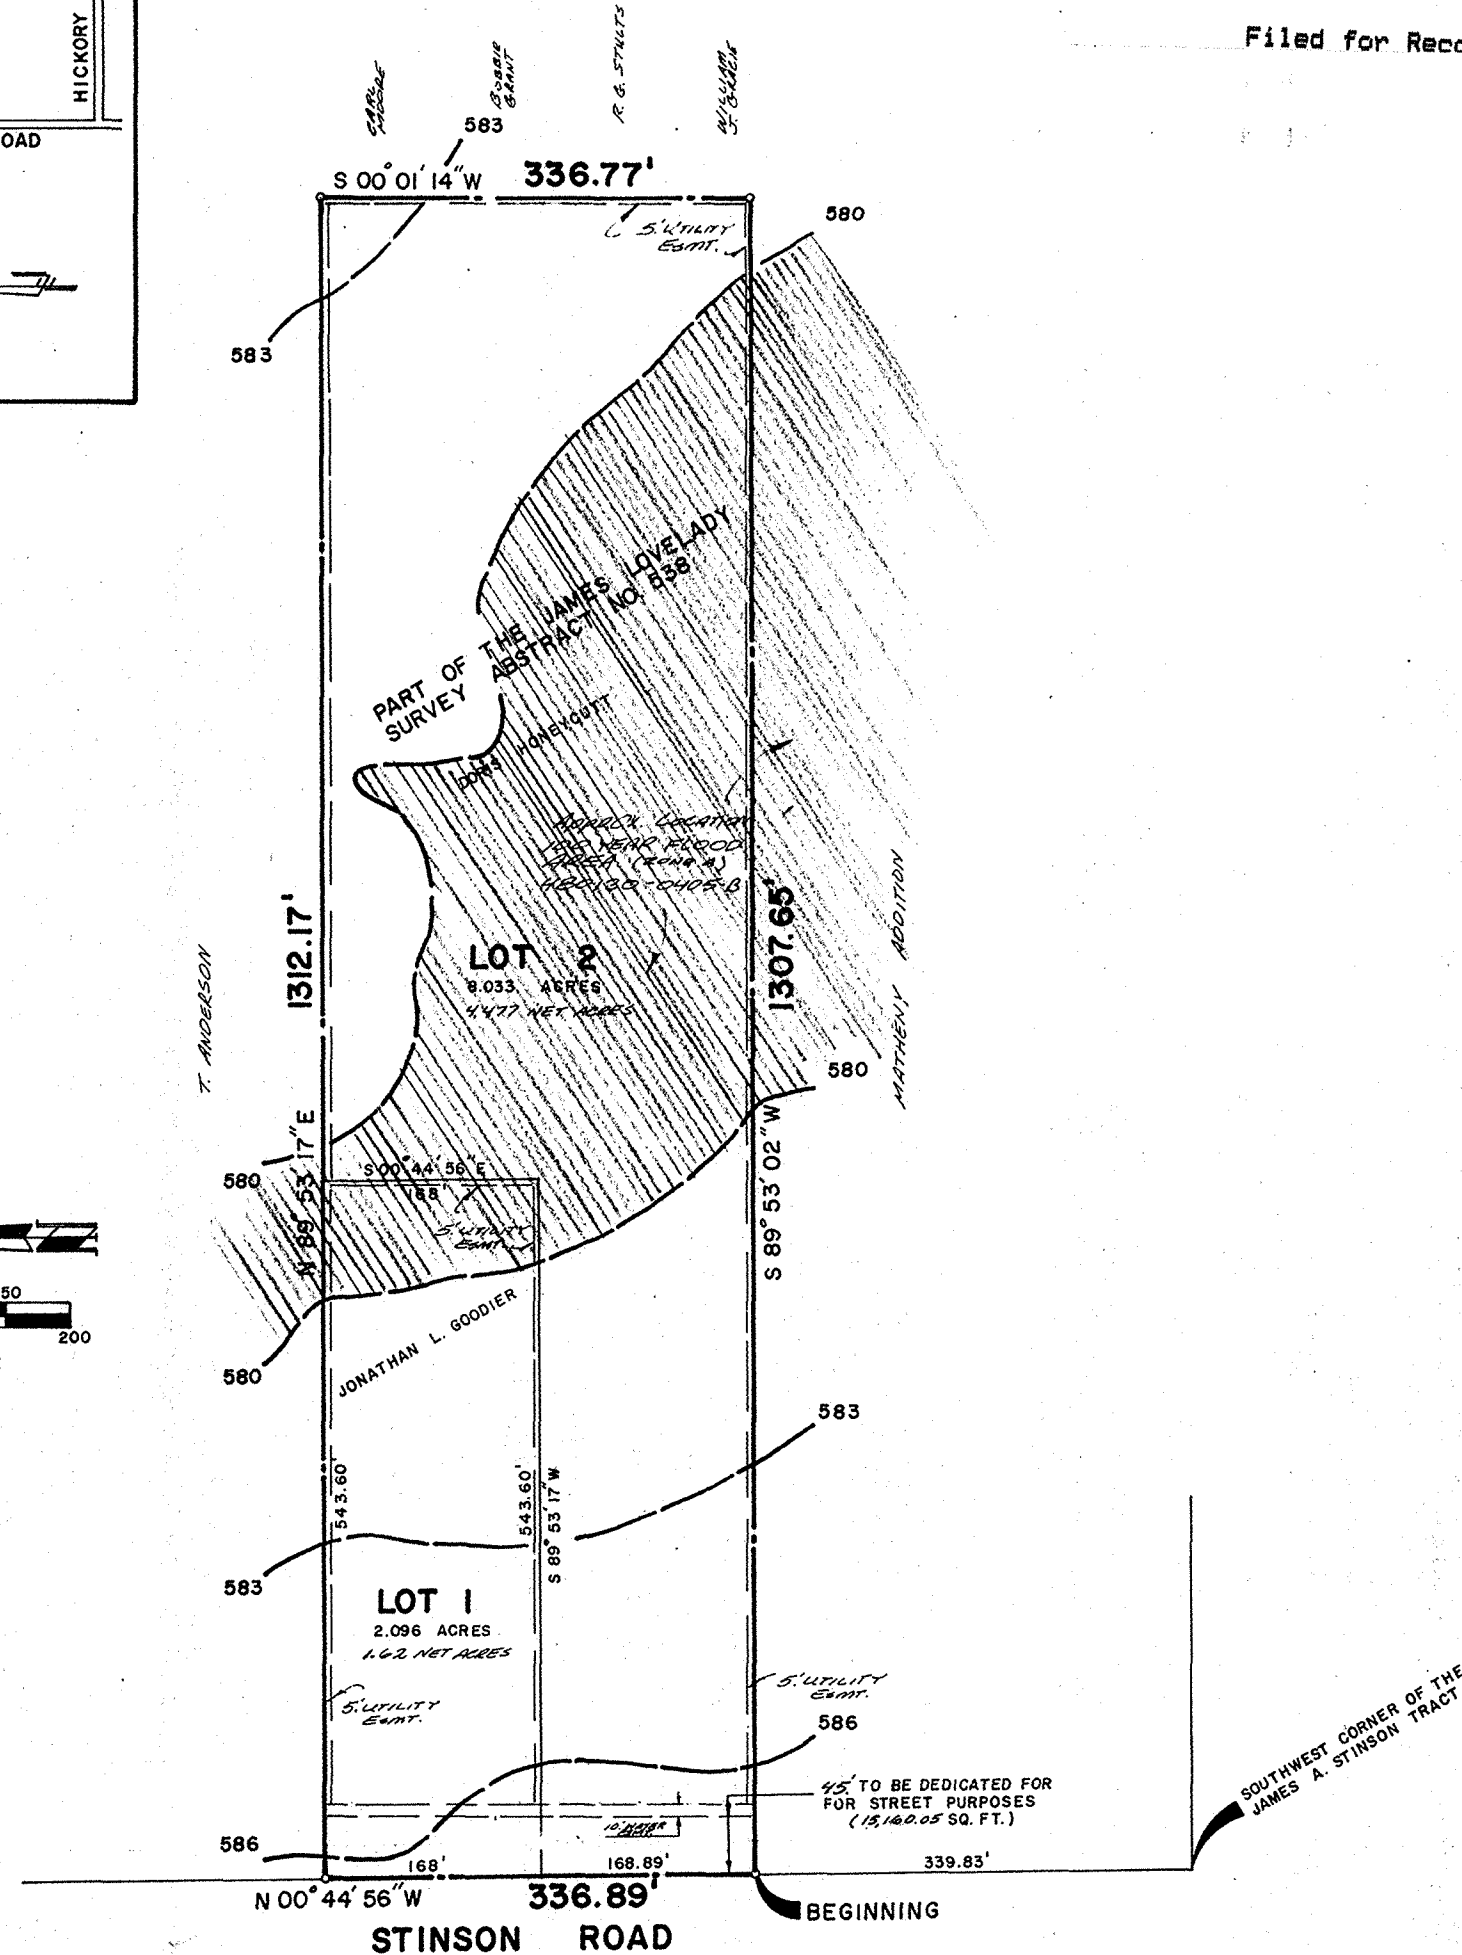 HICKORY
OAD
Filed for Reco
CARL
MOORE
BOBBIE
GRANT
R. G. STULTS
WILLIAM
J. GRACIE
583
S 00° 01' 14" W 336.77'
5' UTILITY
ESMT.
580
583
PART OF THE JAMES LOVELADY
SURVEY ABSTRACT NO. 538
DORIS HONEYCUTT
APPROX. LOCATION
100 YEAR FLOOD
AREA (ZONE A)
480130-0405-B
LOT 2
8.033 ACRES
4.477 NET ACRES
1312.17'
N 89° 53' 17" E
T. ANDERSON
1307.65'
S 89° 53' 02" W
MATHENY ADDITION
580
580
S 00° 44' 56" E
168'
5' UTILITY
ESMT.
50
200
580
JONATHAN L. GOODIER
583
543.60'
543.60'
S 89° 53' 17" W
583
LOT 1
2.096 ACRES
1.62 NET ACRES
5' UTILITY
ESMT.
5' UTILITY
ESMT.
586
45' TO BE DEDICATED FOR
FOR STREET PURPOSES
(15,160.05 SQ. FT.)
10' WATER
586
168'
168.89'
339.83'
SOUTHWEST CORNER OF THE
JAMES A. STINSON TRACT
N 00° 44' 56" W 336.89'
BEGINNING
STINSON ROAD